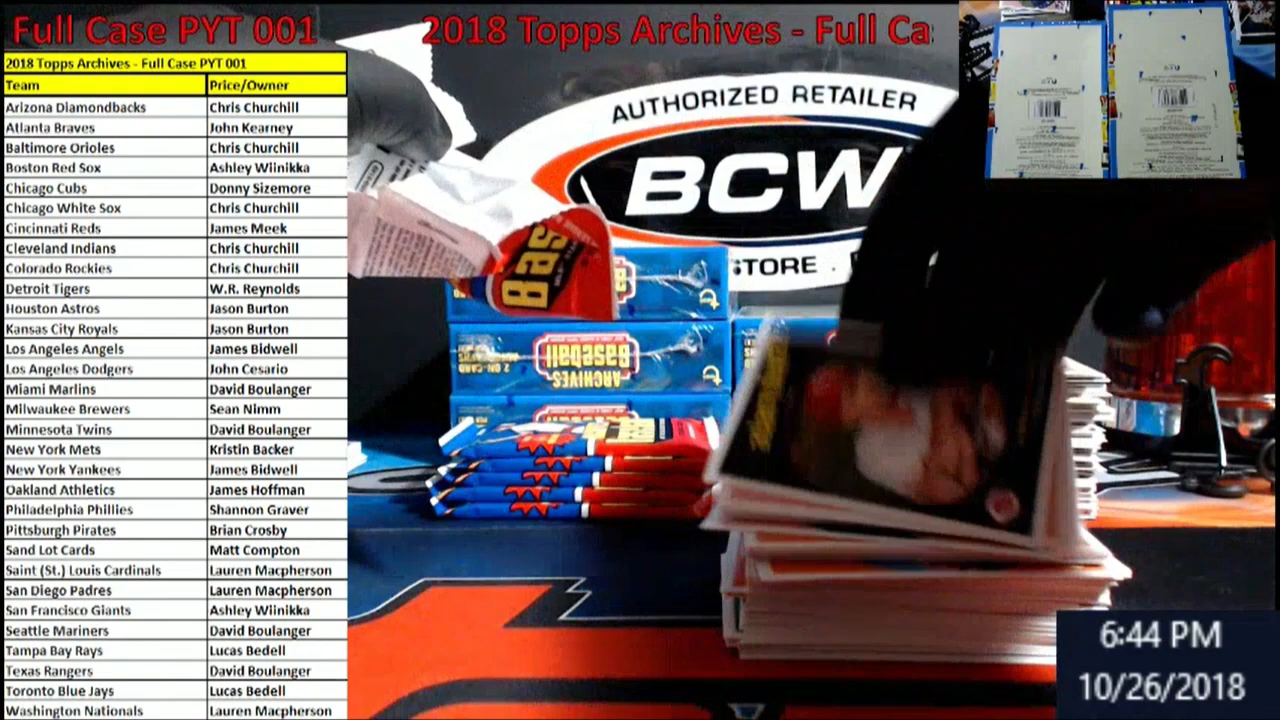 Full Case PYT 001
2018 Topps Archives - Full Ca
2018 Topps Archives - Full Case PYT 001
Team Price/Owner
Arizona Diamondbacks Chris Churchill
Atlanta Braves John Kearney
Baltimore Orioles Chris Churchill
Boston Red Sox Ashley Wiinikka
Chicago Cubs Donny Sizemore
Chicago White Sox Chris Churchill
Cincinnati Reds James Meek
Cleveland Indians Chris Churchill
Colorado Rockies Chris Churchill
Detroit Tigers W.R. Reynolds
Houston Astros Jason Burton
Kansas City Royals Jason Burton
Los Angeles Angels James Bidwell
Los Angeles Dodgers John Cesario
Miami Marlins David Boulanger
Milwaukee Brewers Sean Nimm
Minnesota Twins David Boulanger
New York Mets Kristin Backer
New York Yankees James Bidwell
Oakland Athletics James Hoffman
Philadelphia Phillies Shannon Graver
Pittsburgh Pirates Brian Crosby
Sand Lot Cards Matt Compton
Saint (St.) Louis Cardinals Lauren Macpherson
San Diego Padres Lauren Macpherson
San Francisco Giants Ashley Wiinikka
Seattle Mariners David Boulanger
Tampa Bay Rays Lucas Bedell
Texas Rangers David Boulanger
Toronto Blue Jays Lucas Bedell
Washington Nationals Lauren Macpherson
AUTHORIZED RETAILER
BCW
STORE .
Bas
ARCHIVES
Baseball
6:44 PM
10/26/2018